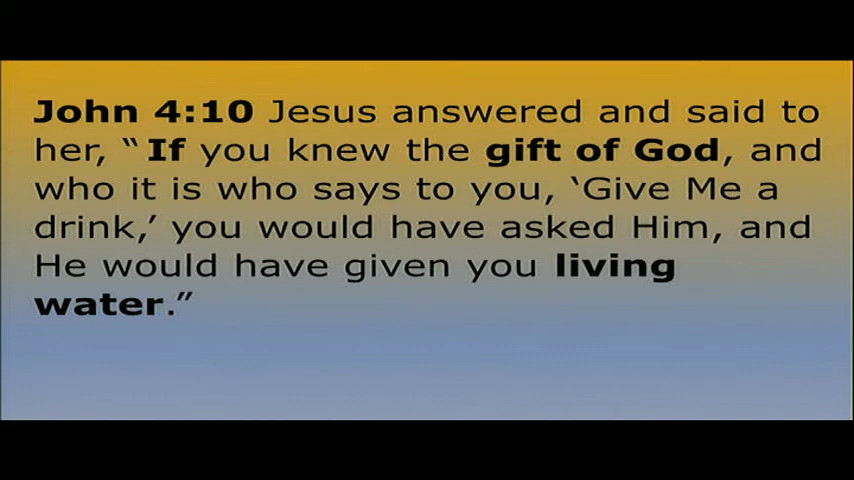 John 4:10 Jesus answered and said to
her, “If you knew the gift of God, and
who it is who says to you, ‘Give Me a
drink,’ you would have asked Him, and
He would have given you living
water.”